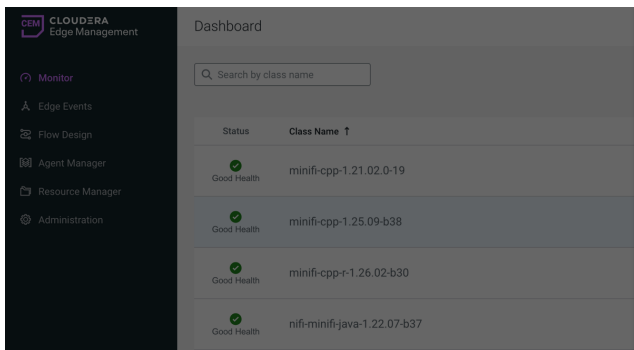 CEM CLOUDERA
Edge Management
Dashboard
Monitor
Edge Events
Flow Design
Agent Manager
Resource Manager
Administration
Search by class name
Status Class Name ↑
Good Health minifi-cpp-1.21.02.0-19
Good Health minifi-cpp-1.25.09-b38
Good Health minifi-cpp-r-1.26.02-b30
Good Health nifi-minifi-java-1.22.07-b37